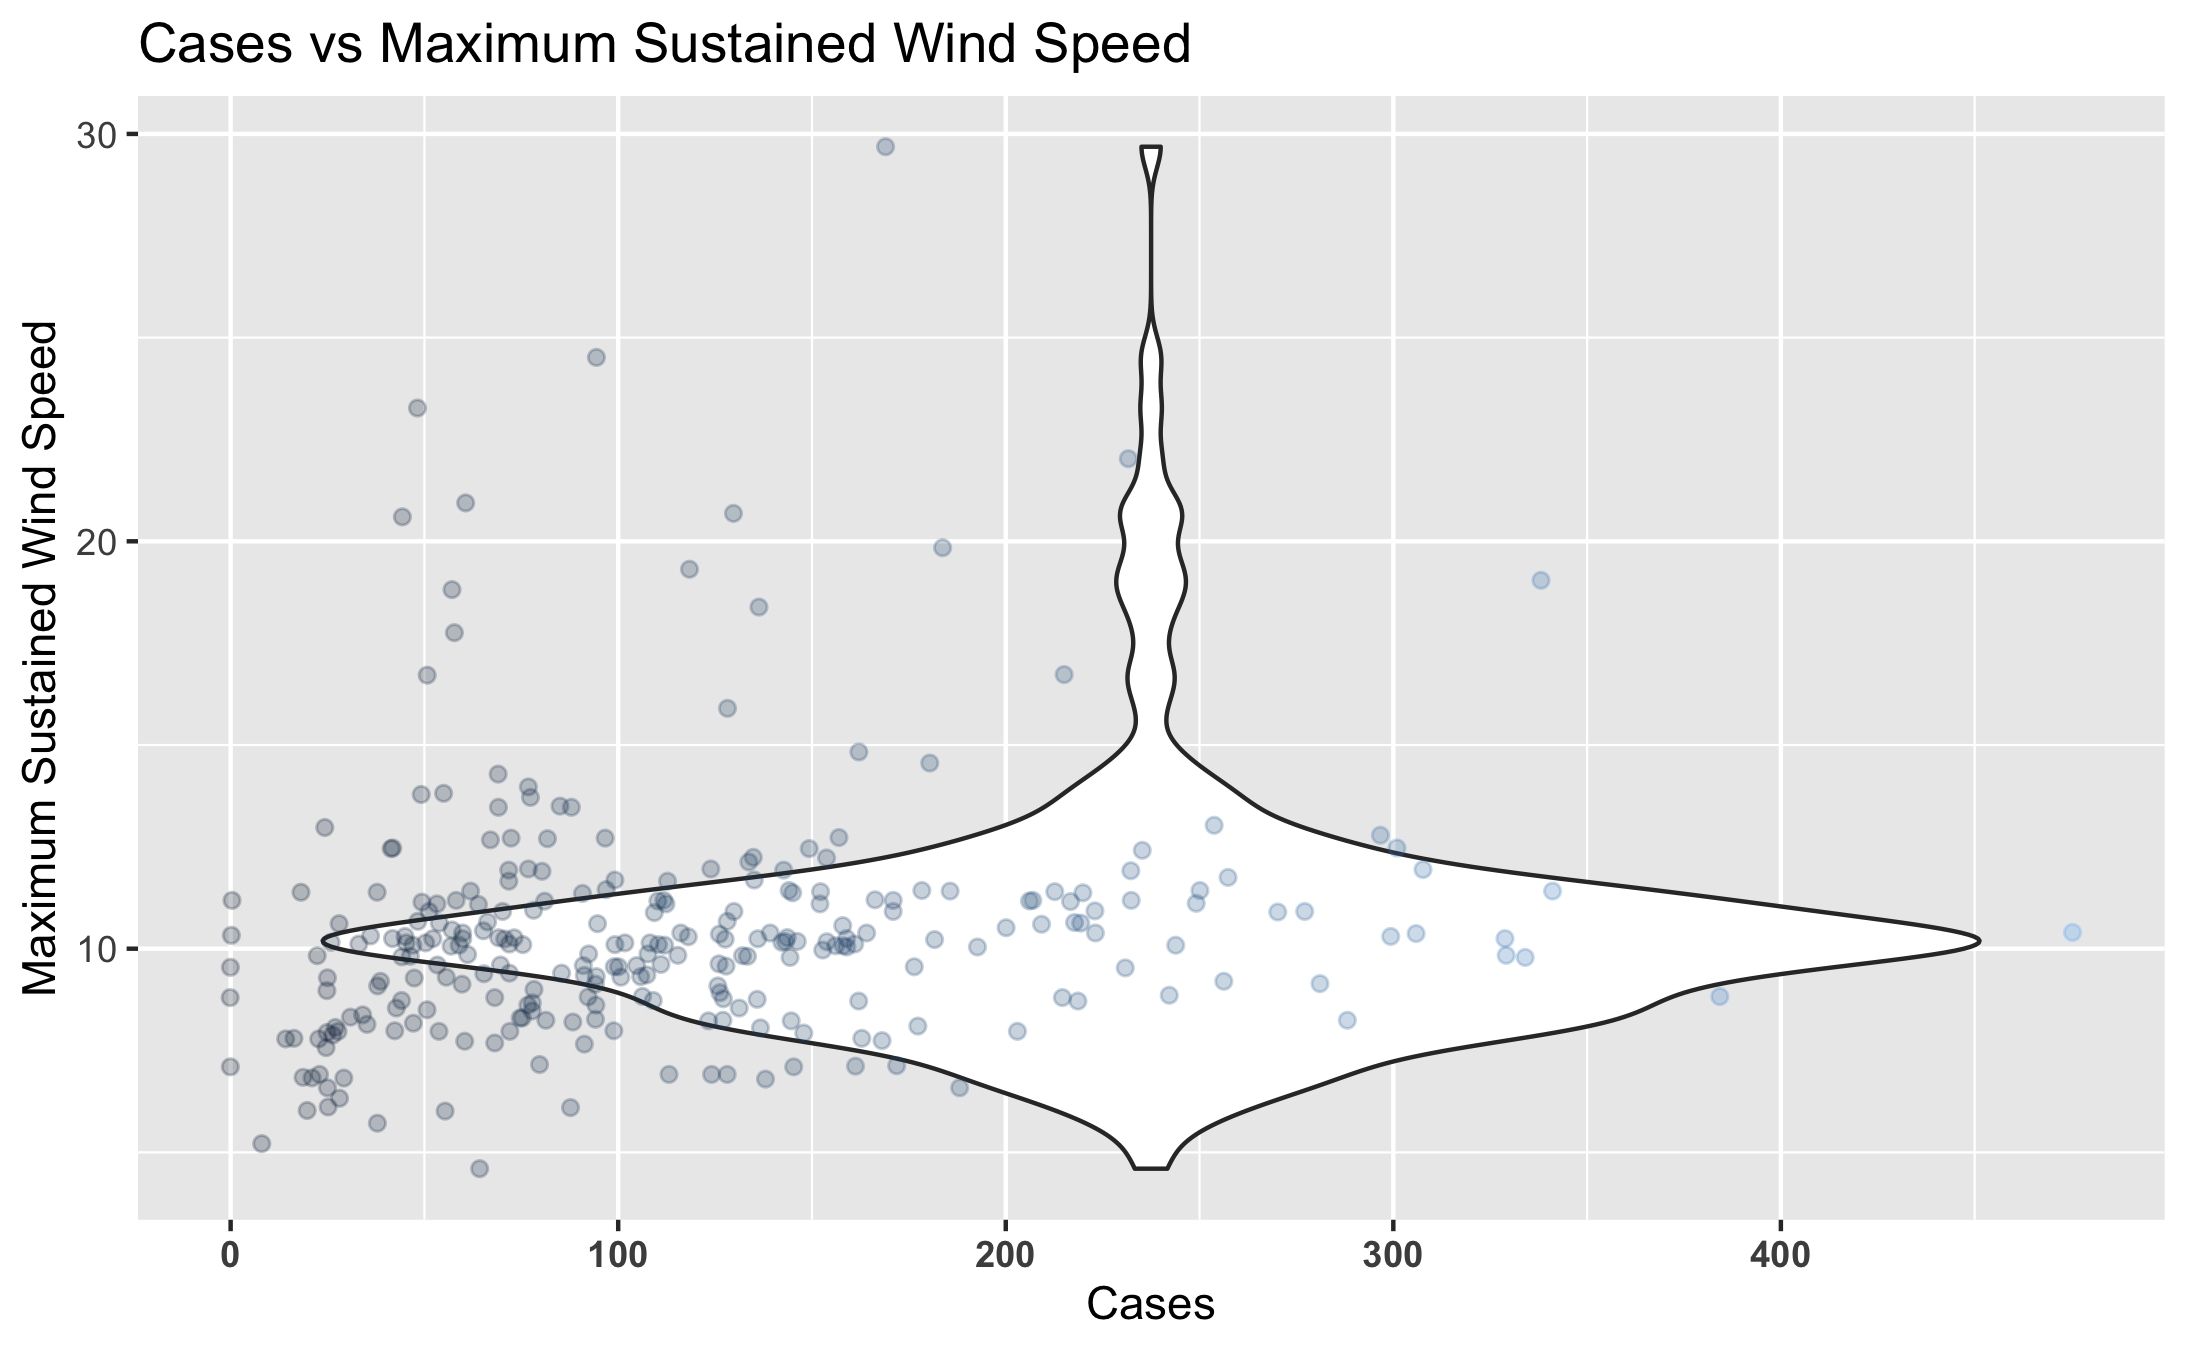 Cases vs Maximum Sustained Wind Speed
30
20
10
Maximum Sustained Wind Speed
0 100 200 300 400
Cases